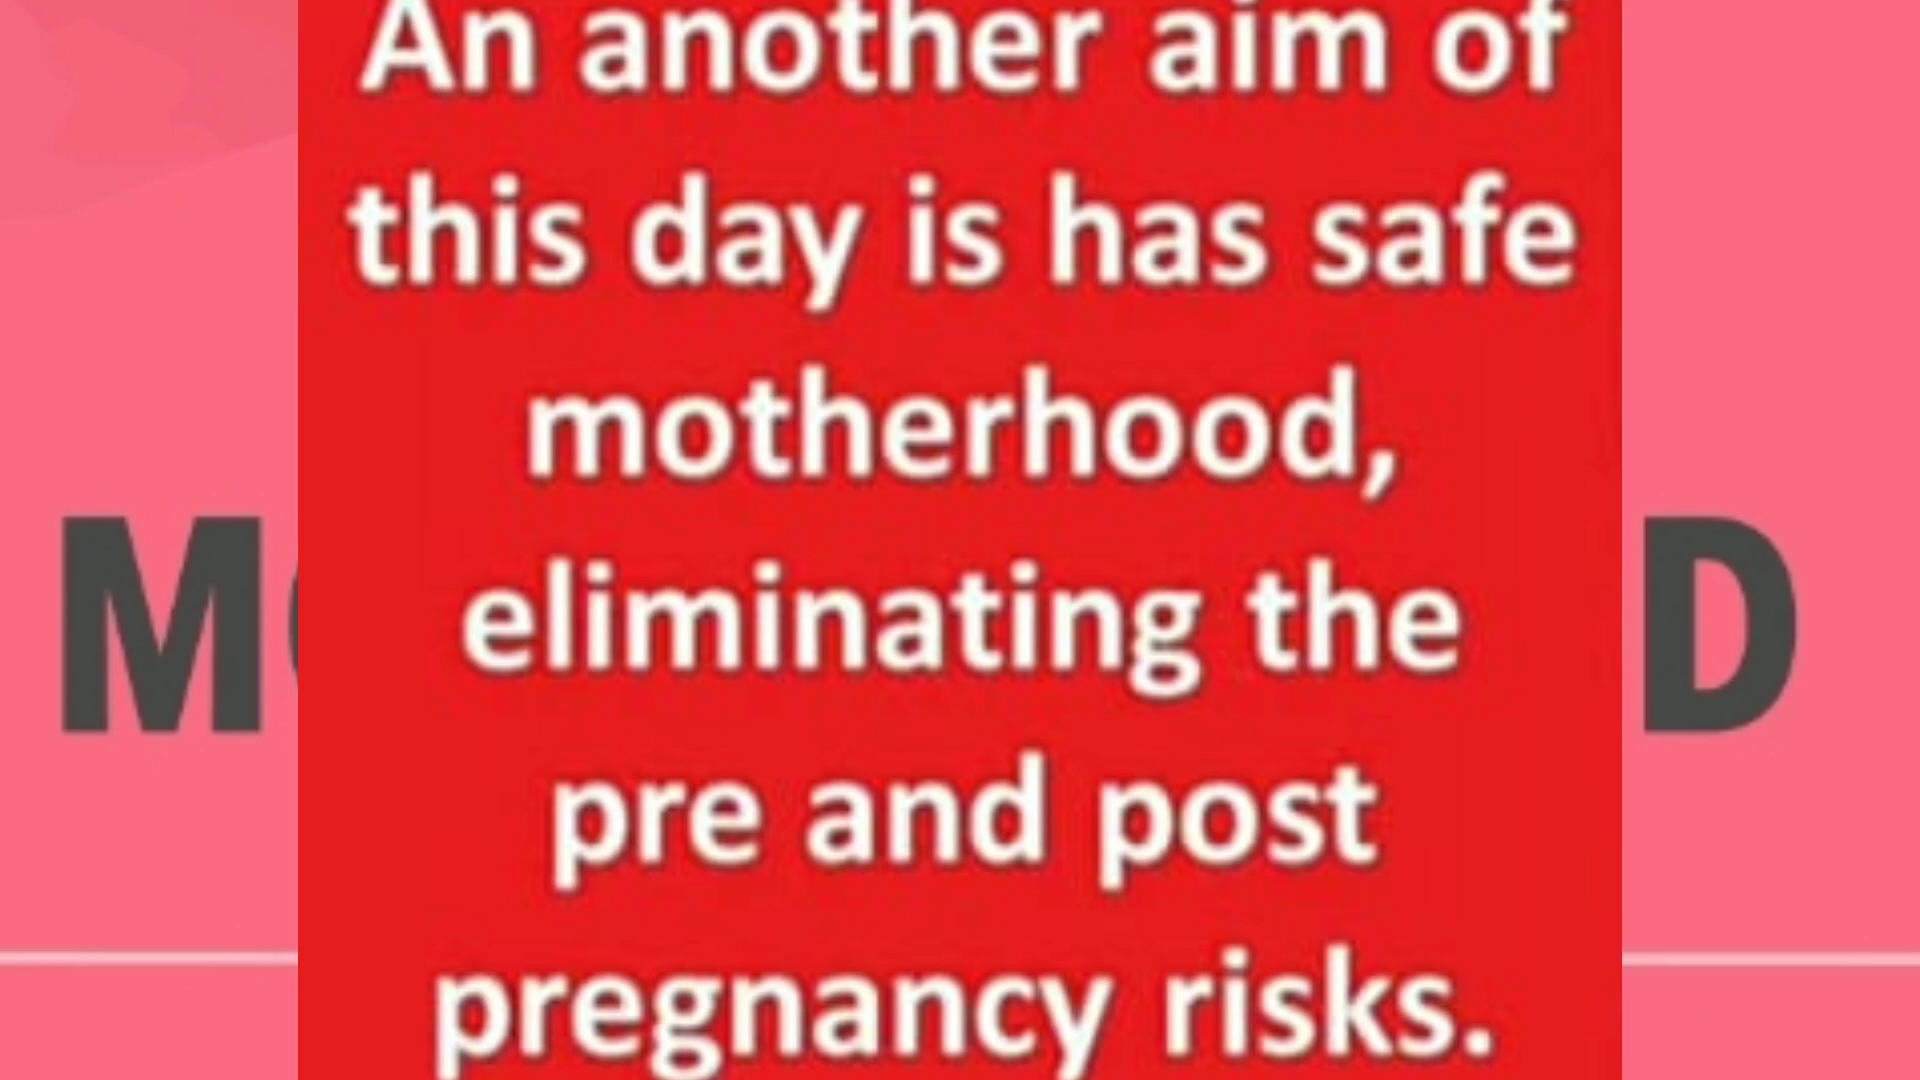 An another aim of
this day is has safe
motherhood,
eliminating the
pre and post
pregnancy risks.
M
D